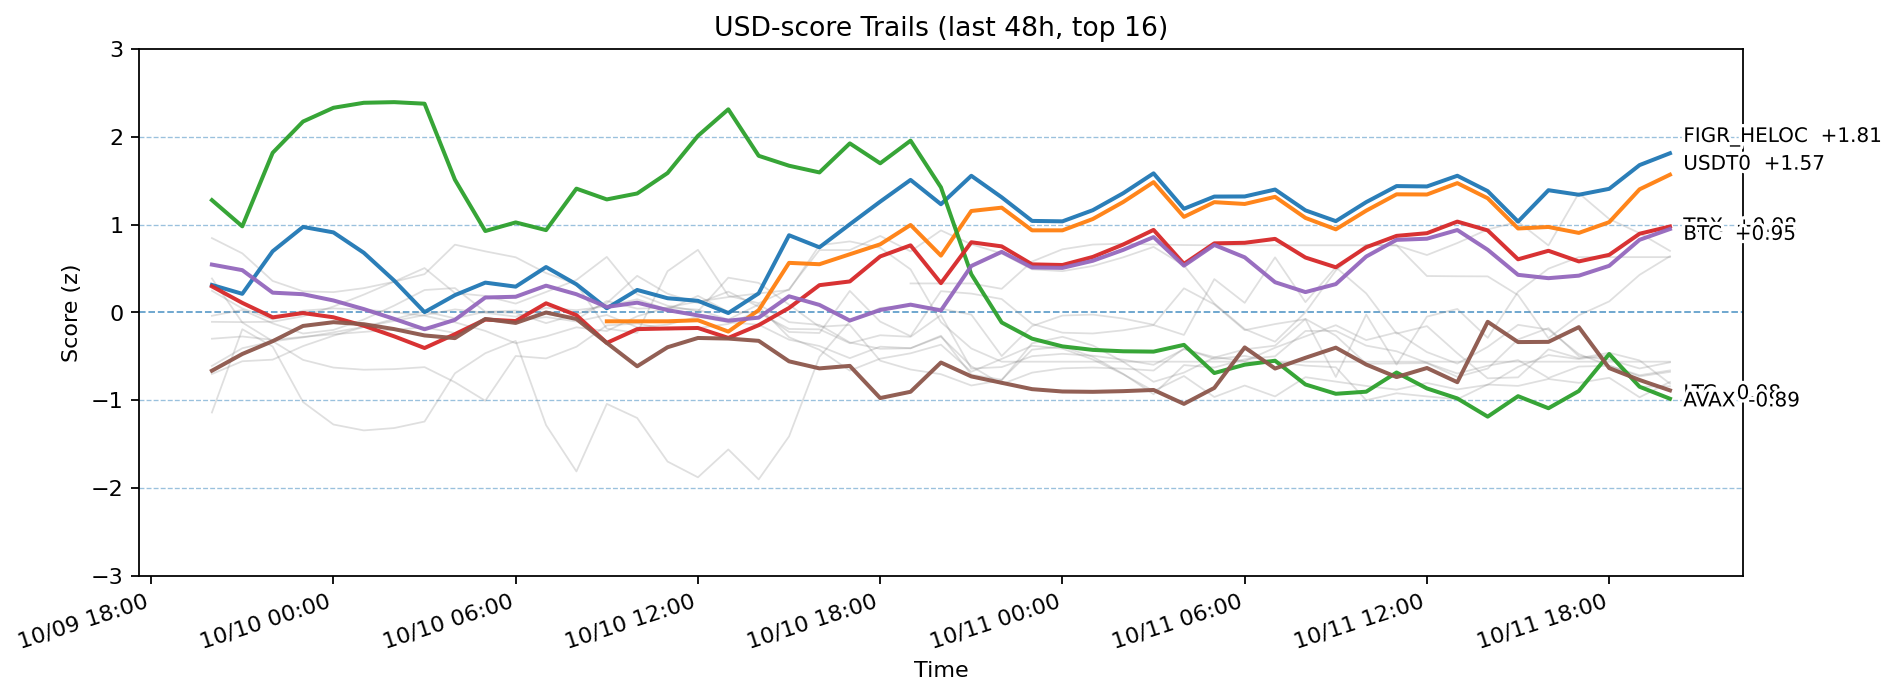 USD-score Trails (last 48h, top 16)
3
2
1
0
−1
−2
−3
Score (z)
FIGR_HELOC +1.81
USDT0 +1.57
BTC +0.95
AVAX -0.89
10/09 18:00
10/10 00:00
10/10 06:00
10/10 12:00
10/10 18:00
10/11 00:00
10/11 06:00
10/11 12:00
10/11 18:00
Time